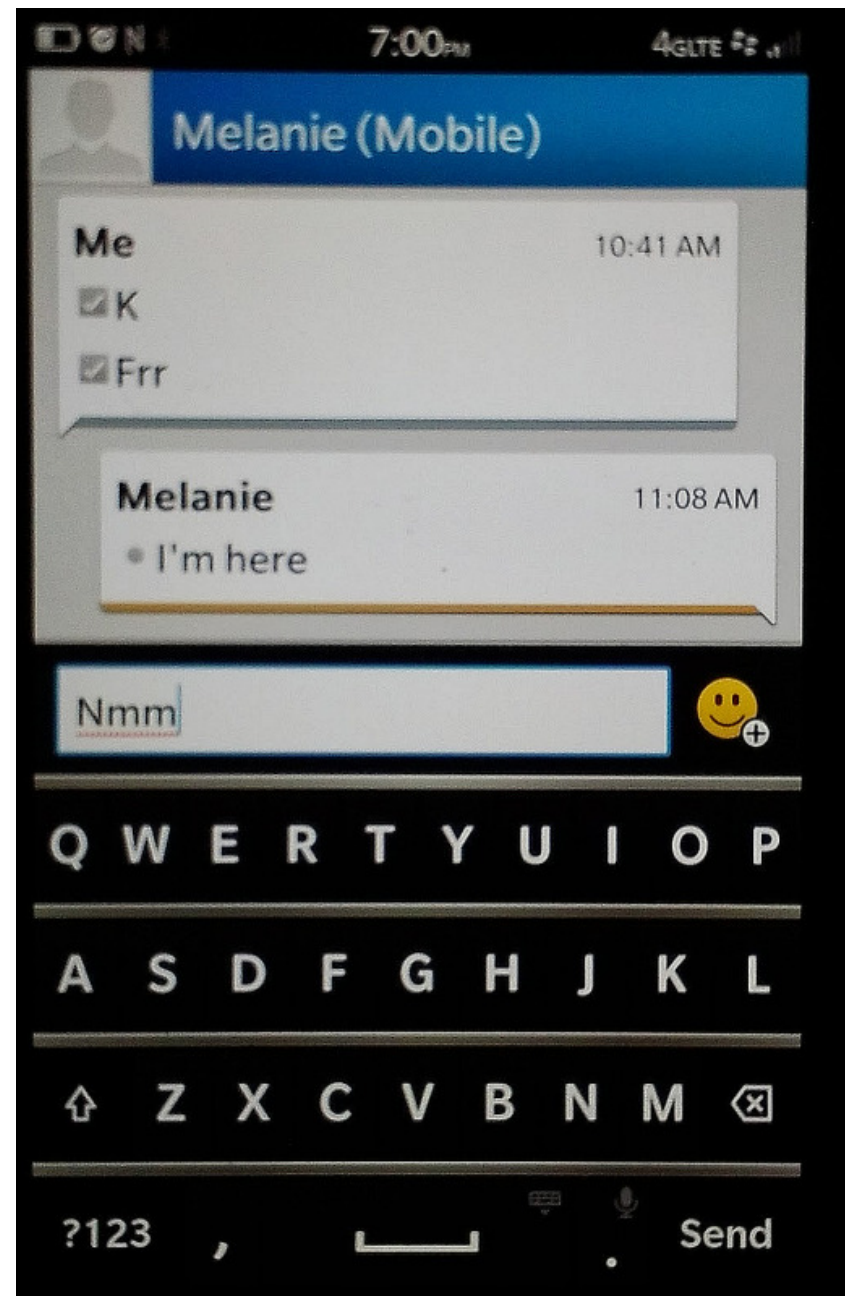 7:00PM 4GLTE
Melanie (Mobile)
Me 10:41 AM
K
Frr
Melanie 11:08 AM
I'm here
Nmm
Q W E R T Y U I O P
A S D F G H J K L
Z X C V B N M
?123 , . Send